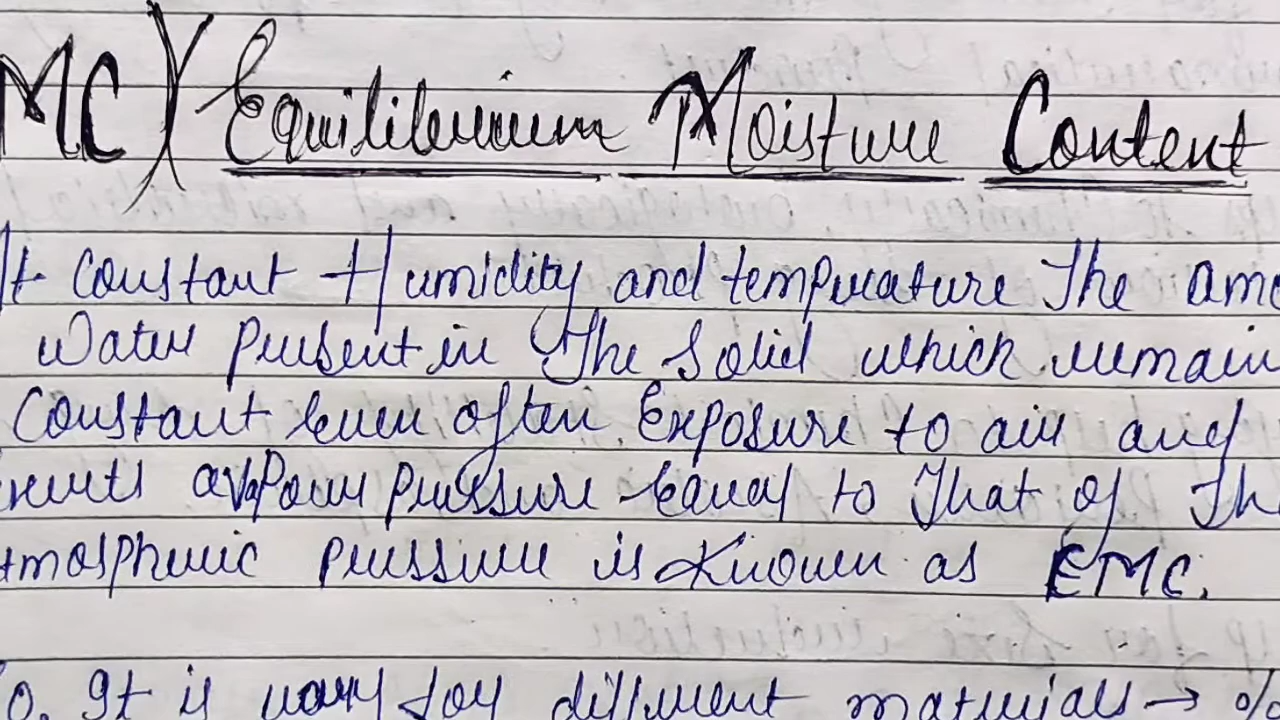 MC) Equilibrium Moisture Content
At constant Humidity and temperature The amo
Water Present in The Solid which remain
Constant even after Exposure to air and
exerts a vapour pressure Equal to That of Th
tmospheric pressure is Known as EMC.
o. It is vary for different materials → %